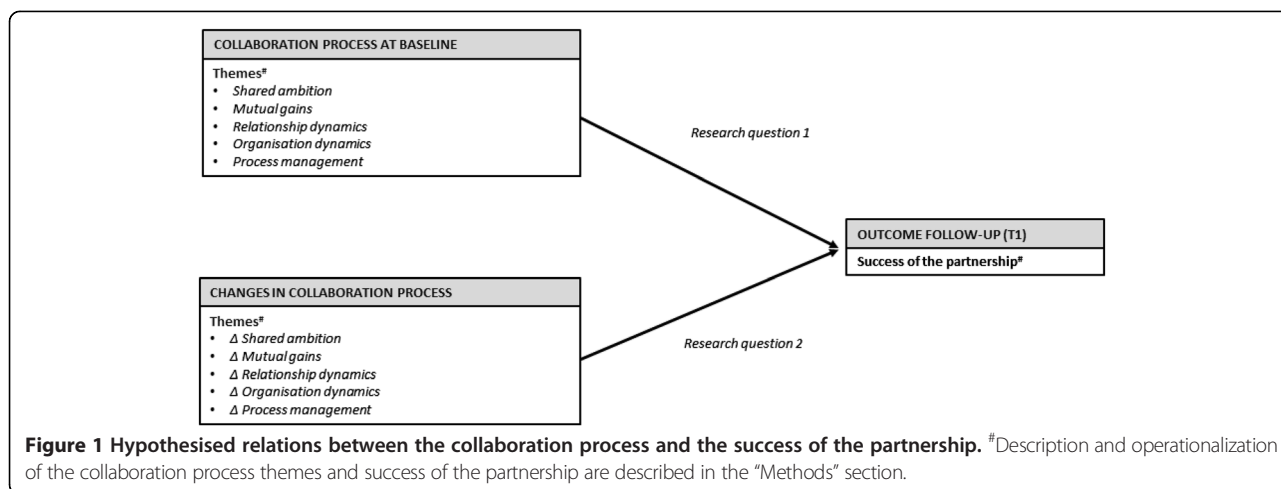 COLLABORATION PROCESS AT BASELINE
Themes#
• Shared ambition
• Mutual gains
• Relationship dynamics
• Organisation dynamics
• Process management
Research question 1
OUTCOME FOLLOW-UP (T1)
Success of the partnership#
CHANGES IN COLLABORATION PROCESS
Themes#
• Δ Shared ambition
• Δ Mutual gains
• Δ Relationship dynamics
• Δ Organisation dynamics
• Δ Process management
Research question 2
Figure 1 Hypothesised relations between the collaboration process and the success of the partnership. #Description and operationalization
of the collaboration process themes and success of the partnership are described in the “Methods” section.